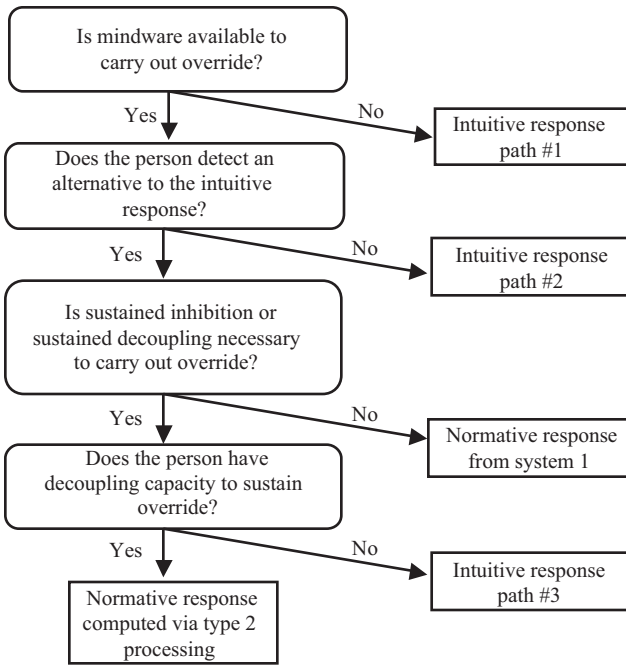 Is mindware available to
carry out override?
Yes
No
Intuitive response
path #1
Does the person detect an
alternative to the intuitive
response?
Yes
No
Intuitive response
path #2
Is sustained inhibition or
sustained decoupling necessary
to carry out override?
Yes
No
Normative response
from system 1
Does the person have
decoupling capacity to sustain
override?
Yes
No
Intuitive response
path #3
Normative response
computed via type 2
processing